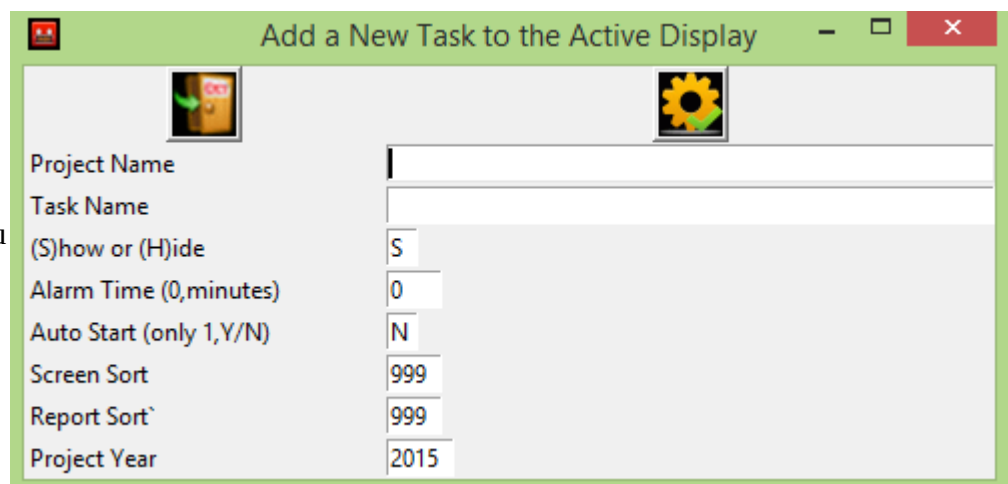 Add a New Task to the Active Display
EXIT
Project Name
Task Name
(S)how or (H)ide S
Alarm Time (0,minutes) 0
Auto Start (only 1,Y/N) N
Screen Sort 999
Report Sort` 999
Project Year 2015